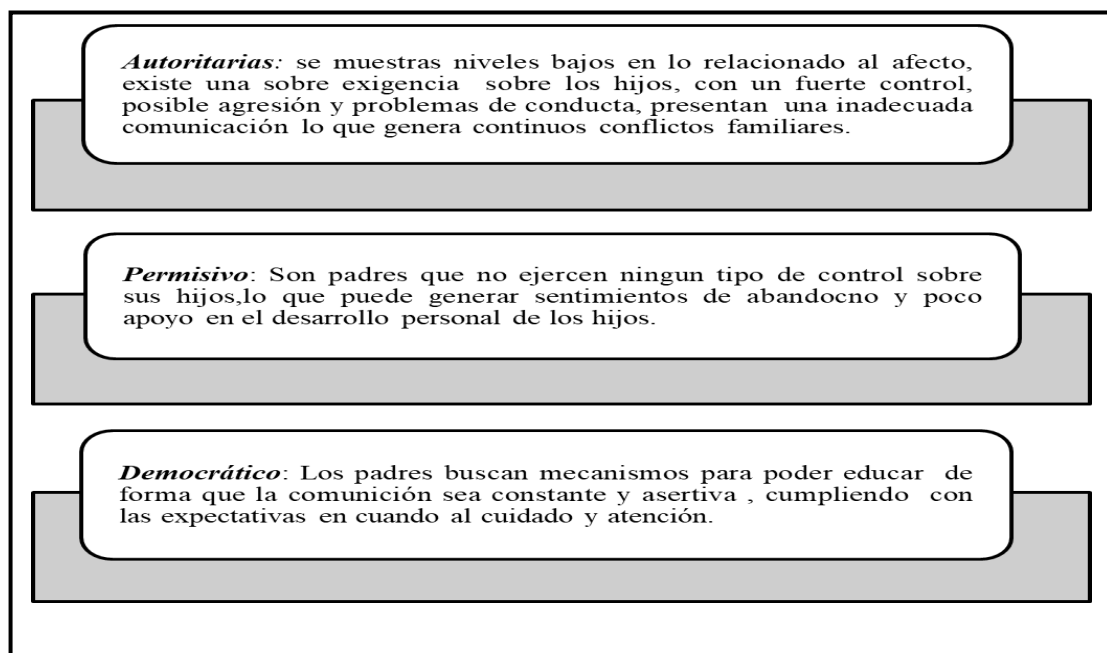 Autoritarias: se muestras niveles bajos en lo relacionado al afecto,
existe una sobre exigencia sobre los hijos, con un fuerte control,
posible agresión y problemas de conducta, presentan una inadecuada
comunicación lo que genera continuos conflictos familiares.
Permisivo: Son padres que no ejercen ningun tipo de control sobre
sus hijos,lo que puede generar sentimientos de abandocno y poco
apoyo en el desarrollo personal de los hijos.
Democrático: Los padres buscan mecanismos para poder educar de
forma que la comunición sea constante y asertiva , cumpliendo con
las expectativas en cuando al cuidado y atención.